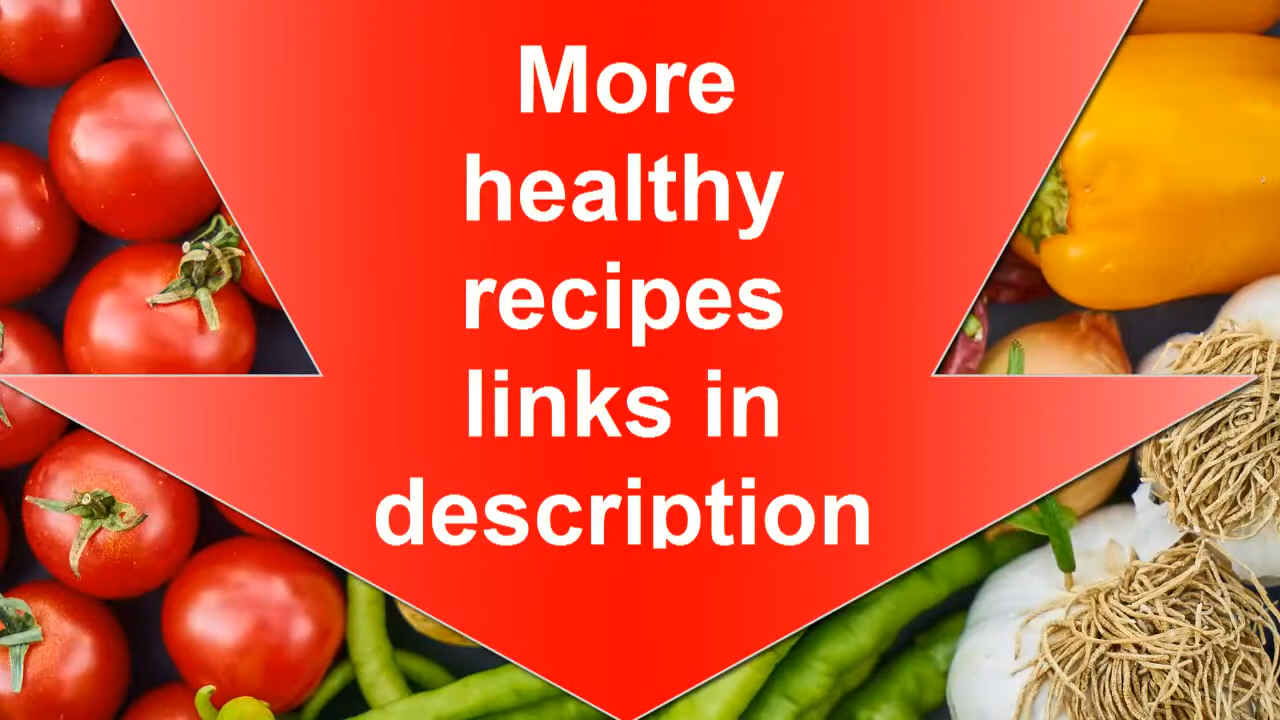 More
healthy
recipes
links in
description